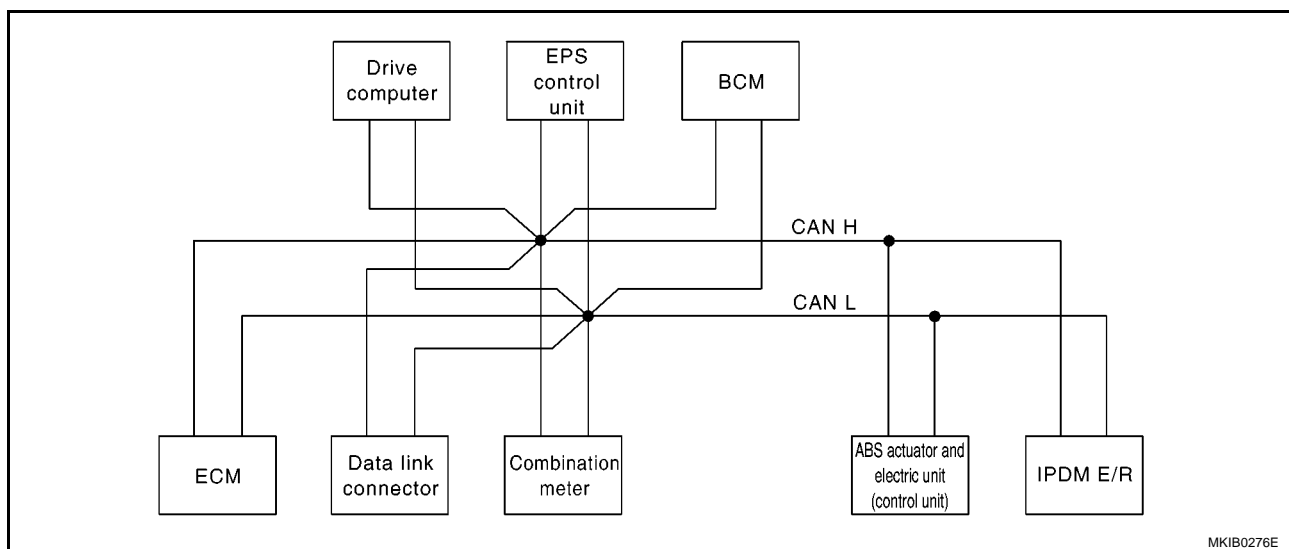 Drive
computer
EPS
control
unit
BCM
CAN H
CAN L
ECM
Data link
connector
Combination
meter
ABS actuator and
electric unit
(control unit)
IPDM E/R
MKIB0276E